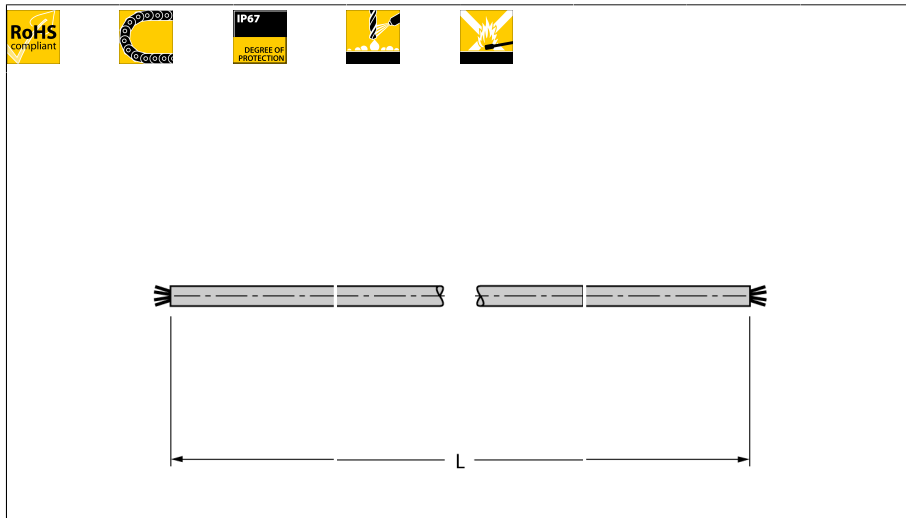 RoHS
compliant
IP67
DEGREE OF
PROTECTION
L